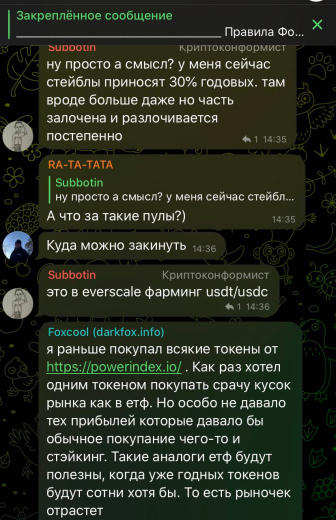 Закреплённое сообщение
Правила Фо...
Subbotin Криптоконформист
ну просто а смысл? у меня сейчас
стейблы приносят 30% годовых. там
вроде больше даже но часть
залочена и разлочивается
постепенно
1 14:35
RA-TA-TATA
Subbotin
ну просто а смысл? у меня сейчас стейбл...
А что за такие пулы?)
14:35
Куда можно закинуть 14:36
Subbotin Криптоконформист
это в everscale фарминг usdt/usdc
1 14:36
Foxcool (darkfox.info)
я раньше покупал всякие токены от
https://powerindex.io/ . Как раз хотел
одним токеном покупать срачу кусок
рынка как в етф. Но особо не давало
тех прибылей которые давало бы
обычное покупание чего-то и
стэйкинг. Такие аналоги етф будут
полезны, когда уже годных токенов
будут сотни хотя бы. То есть рыночек
отрастет